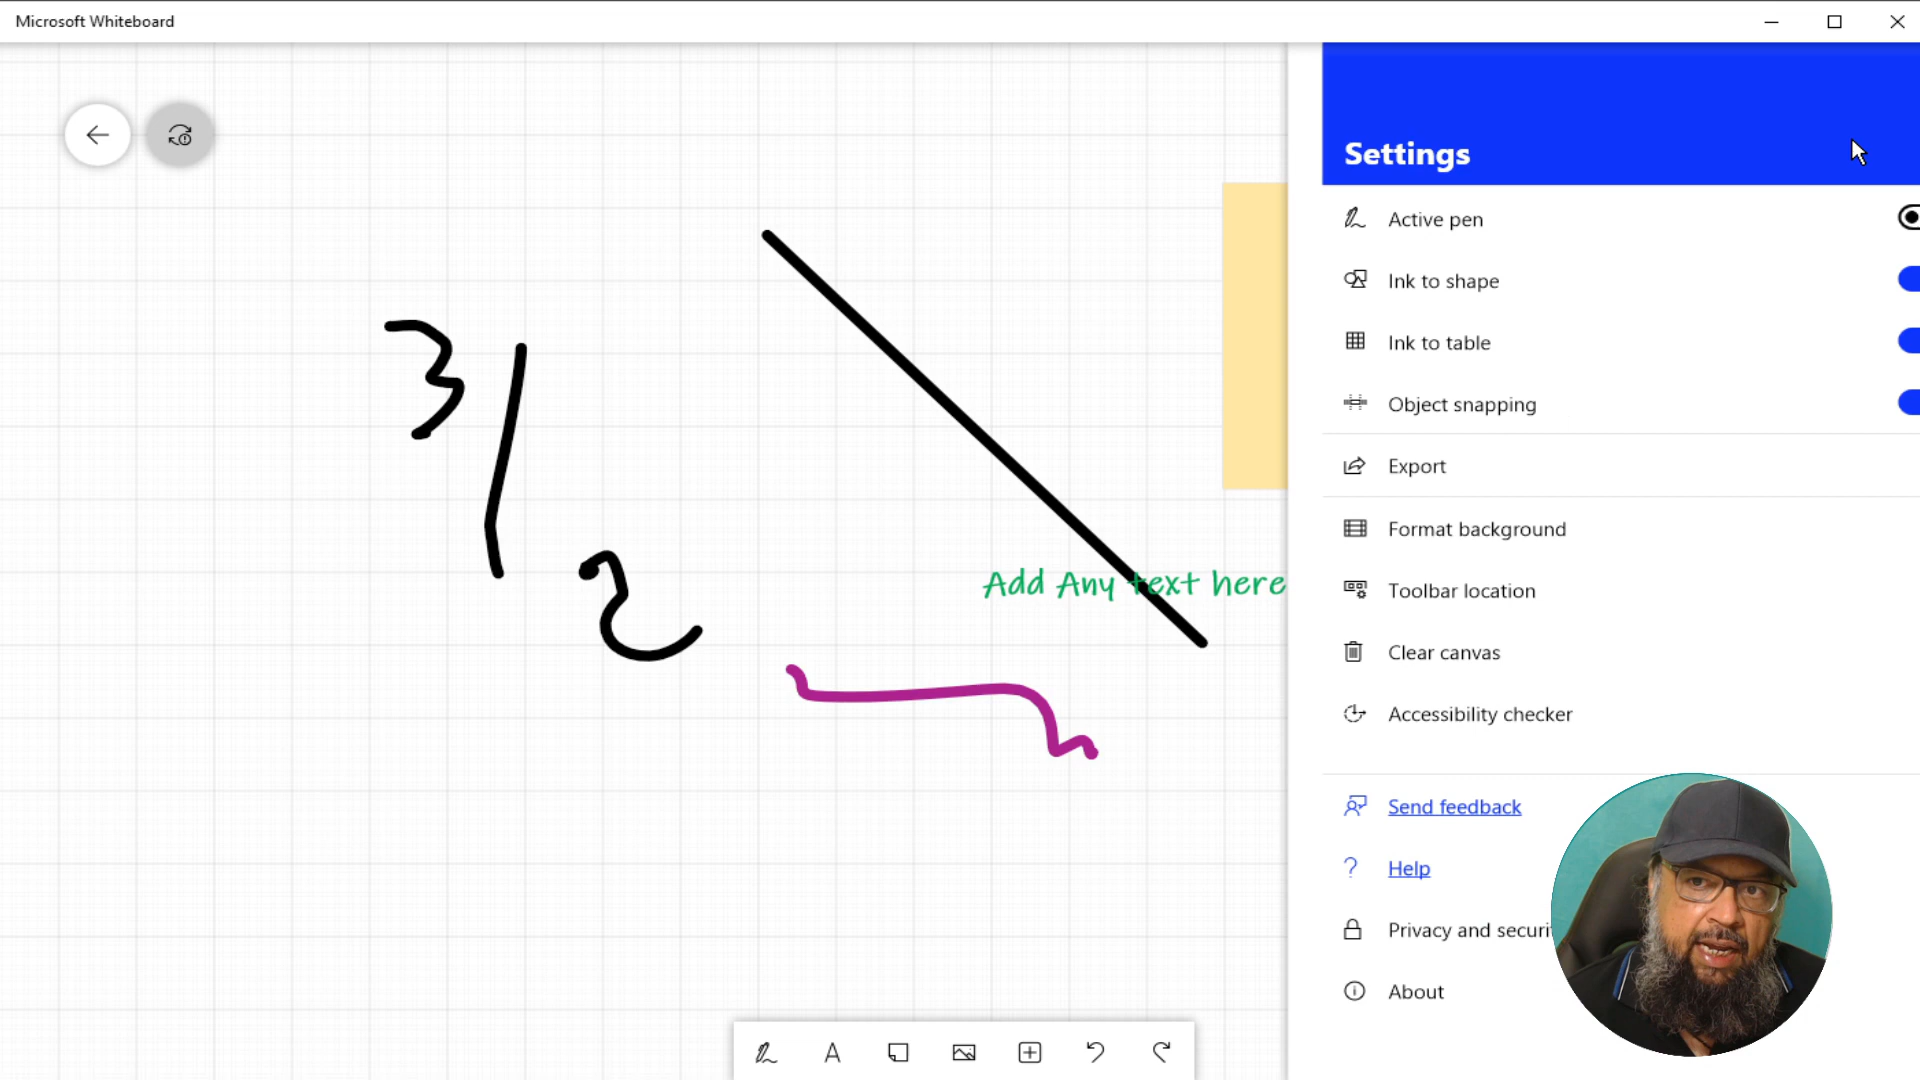 Microsoft Whiteboard
Settings
Active pen
Ink to shape
Ink to table
Object snapping
Export
Format background
Toolbar location
Clear canvas
Accessibility checker
Send feedback
Help
Privacy and securi
About
3/2
Add Any text here